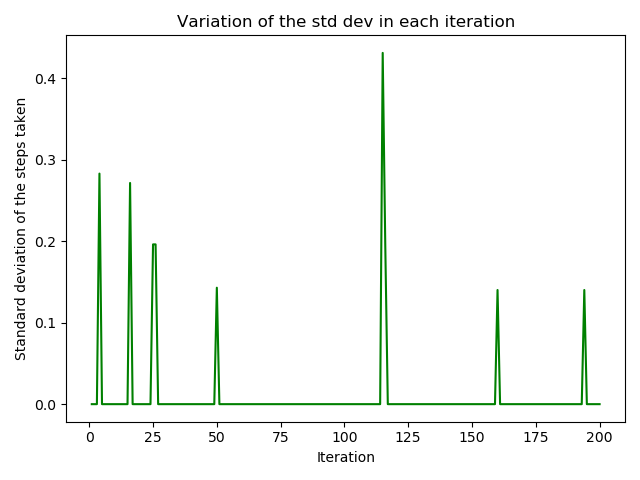 Variation of the std dev in each iteration
Standard deviation of the steps taken
0.4
0.3
0.2
0.1
0.0
0 25 50 75 100 125 150 175 200
Iteration